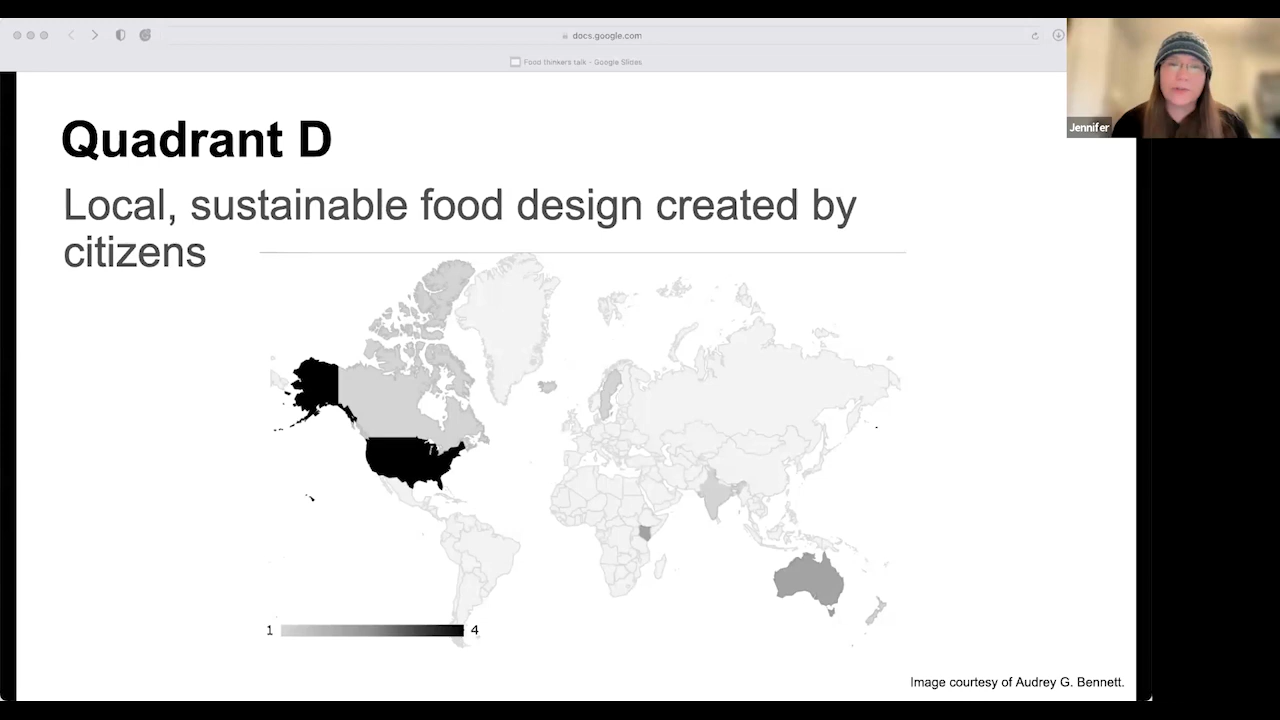 docs.google.com
Food thinkers talk - Google Slides
Jennifer
Quadrant D
Local, sustainable food design created by
citizens
1
4
Image courtesy of Audrey G. Bennett.